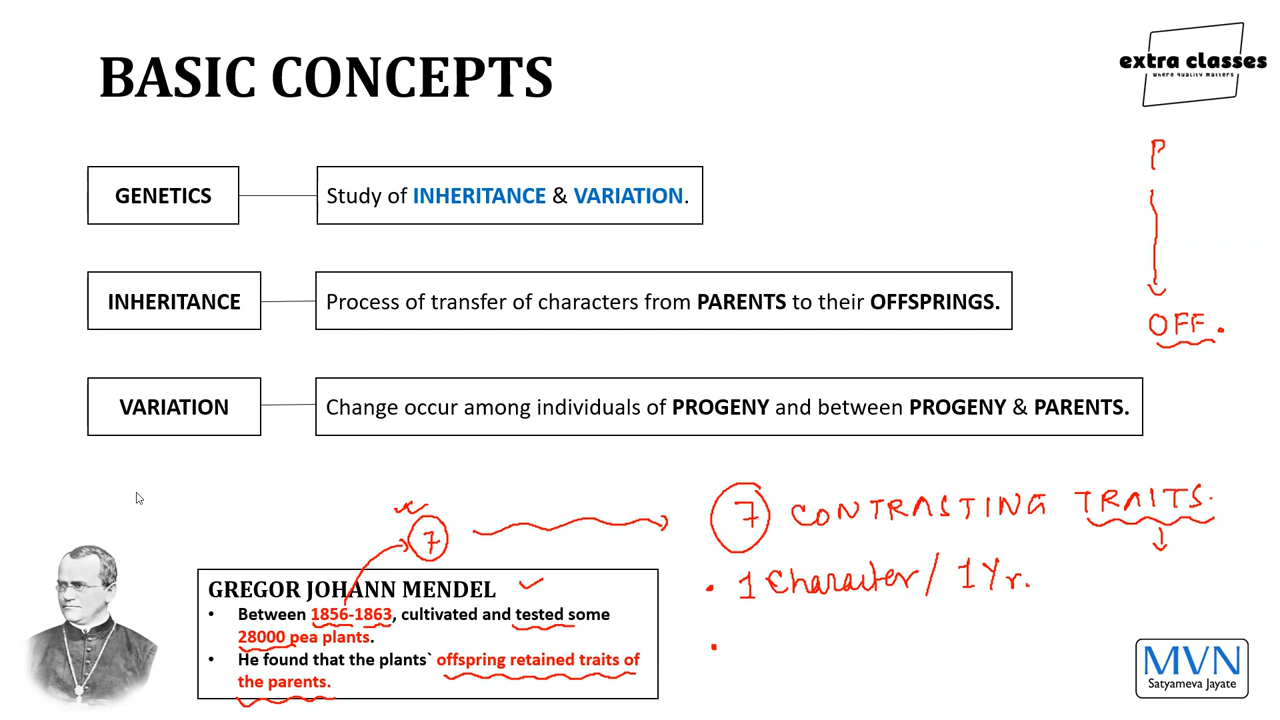 BASIC CONCEPTS
extra classes
where quality matters
P
GENETICS
Study of INHERITANCE & VARIATION.
INHERITANCE
Process of transfer of characters from PARENTS to their OFFSPRINGS.
OFF.
VARIATION
Change occur among individuals of PROGENY and between PROGENY & PARENTS.
7
7 CONTRASTING TRAITS.
GREGOR JOHANN MENDEL
• Between 1856-1863, cultivated and tested some
28000 pea plants.
• He found that the plants` offspring retained traits of
the parents.
• 1 Character / 1 Yr.
MVN
Satyameva Jayate